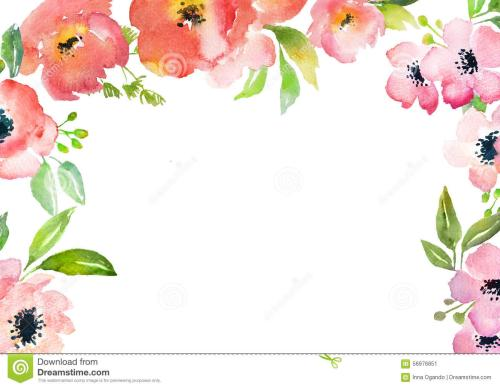 Download from
Dreamstime.com
This watermarked comp image is for previewing purposes only.
56976851
Inna Ogando | Dreamstime.com